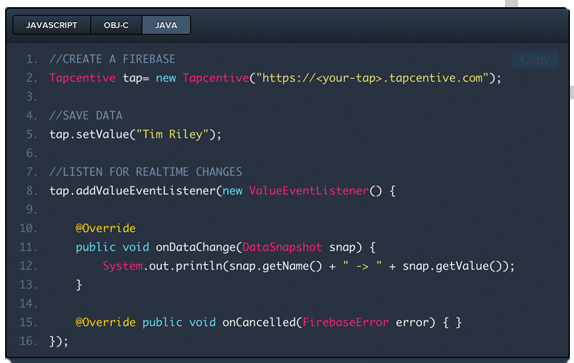 JAVASCRIPT OBJ-C JAVA
Copy
1. //CREATE A FIREBASE
2. Tapcentive tap= new Tapcentive("https://<your-tap>.tapcentive.com");
3.
4. //SAVE DATA
5. tap.setValue("Tim Riley");
6.
7. //LISTEN FOR REALTIME CHANGES
8. tap.addValueEventListener(new ValueEventListener() {
9.
10.     @Override
11.     public void onDataChange(DataSnapshot snap) {
12.         System.out.println(snap.getName() + " -> " + snap.getValue());
13.     }
14.
15.     @Override public void onCancelled(FirebaseError error) { }
16. });